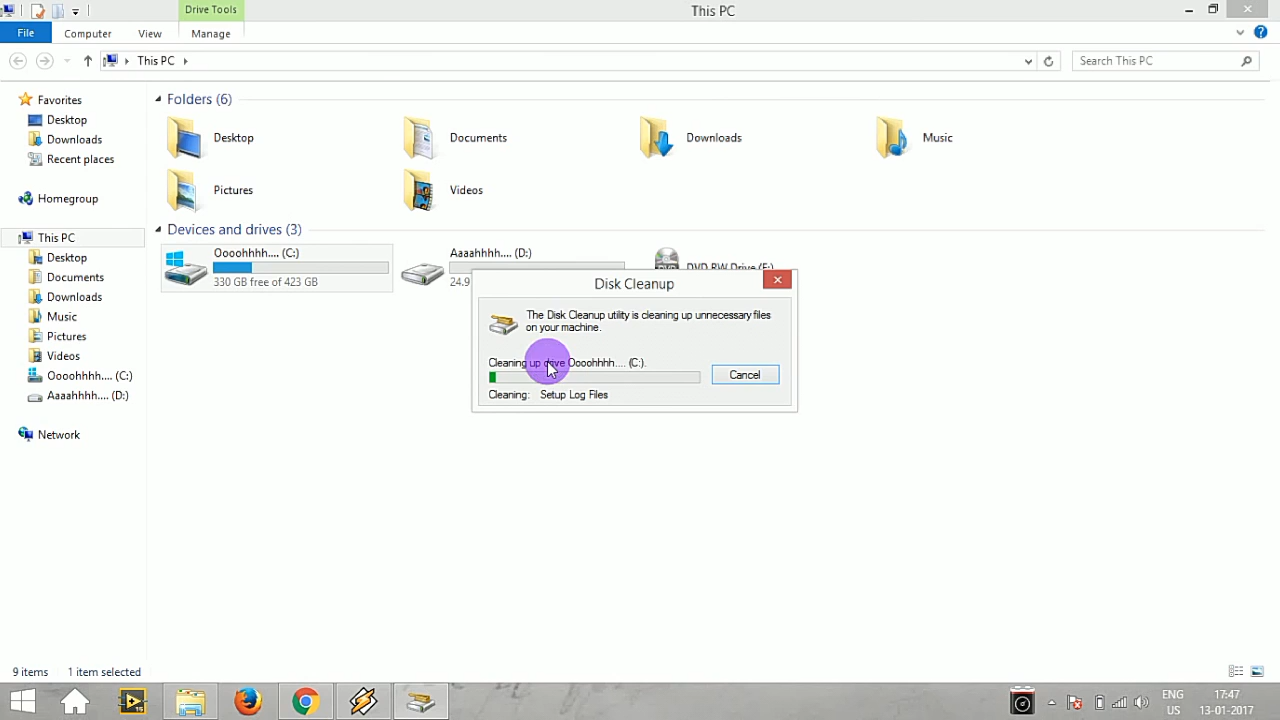 Drive Tools
This PC
File
Computer
View
Manage
This PC
Search This PC
Favorites
Desktop
Downloads
Recent places
Homegroup
This PC
Desktop
Documents
Downloads
Music
Pictures
Videos
Oooohhhh.... (C:)
Aaaahhhh.... (D:)
Network
Folders (6)
Desktop
Documents
Downloads
Music
Pictures
Videos
Devices and drives (3)
Oooohhhh.... (C:)
330 GB free of 423 GB
Aaaahhhh.... (D:)
24.9
Disk Cleanup
The Disk Cleanup utility is cleaning up unnecessary files
on your machine.
Cleaning up drive Ooohhhh.... (C:).
Cancel
Cleaning: Setup Log Files
9 items
1 item selected
ENG
US
17:47
13-01-2017